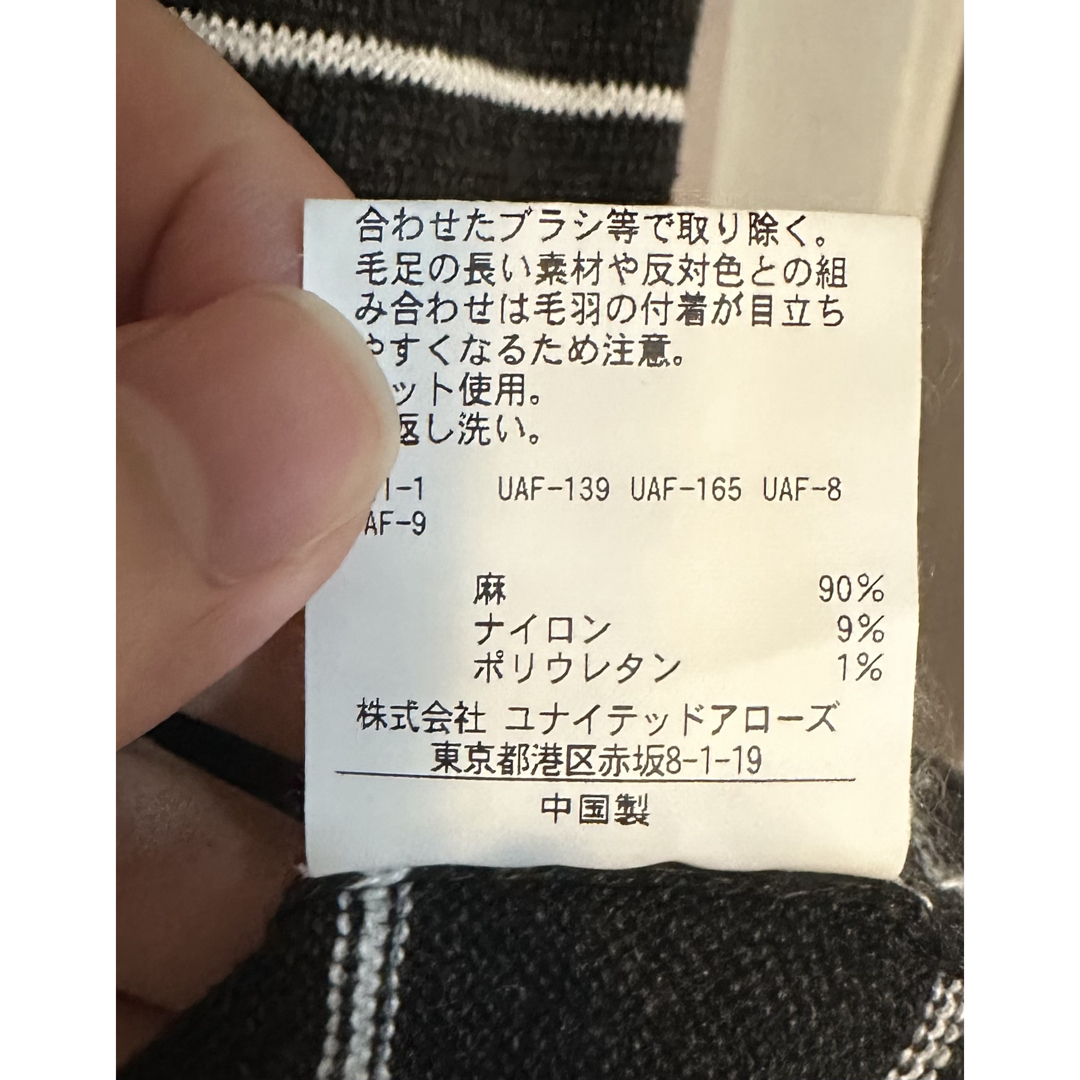 合わせたブラシ等で取り除く。
毛足の長い素材や反対色との組
み合わせは毛羽の付着が目立ち
やすくなるため注意。
ット使用。
返し洗い。
-1 UAF-139 UAF-165 UAF-8
AF-9
麻 90%
ナイロン 9%
ポリウレタン 1%
株式会社 ユナイテッドアローズ
東京都港区赤坂8-1-19
中国製